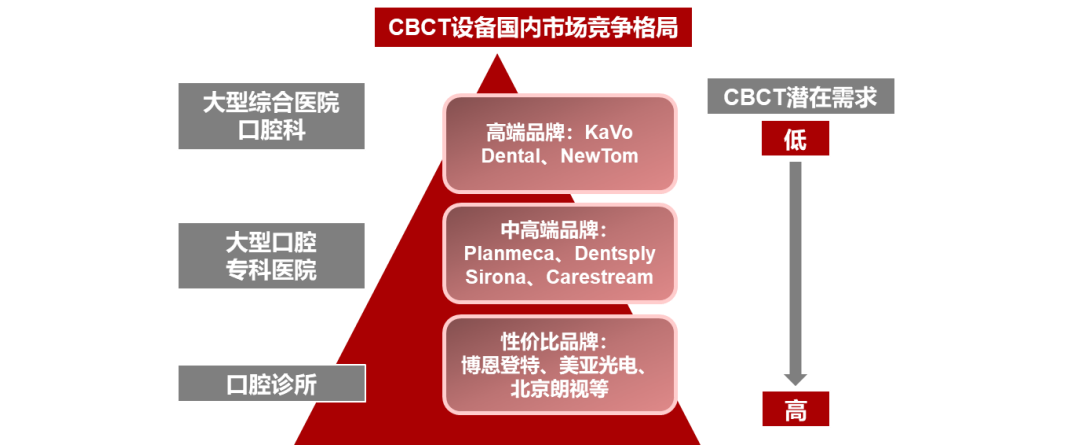 CBCT设备国内市场竞争格局
大型综合医院
口腔科
高端品牌：KaVo
Dental、NewTom
CBCT潜在需求
低
大型口腔
专科医院
中高端品牌：
Planmeca、Dentsply
Sirona、Carestream
口腔诊所
性价比品牌：
博恩登特、美亚光电、
北京朗视等
高